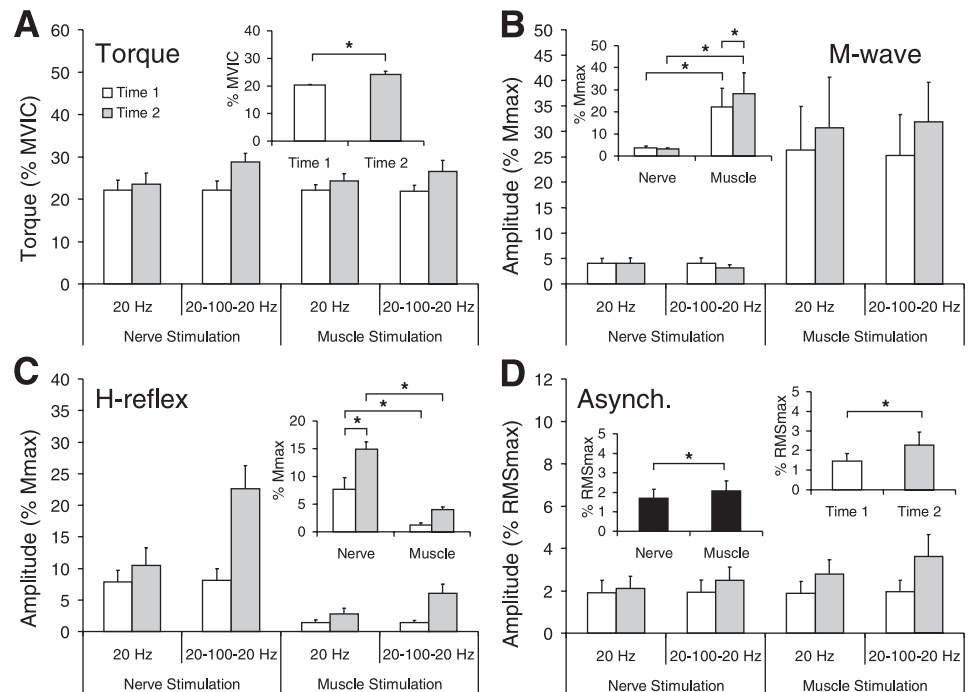 A
Torque
Time 1
Time 2
Torque (% MVIC)
60
50
40
30
20
10
0
% MVIC
40
30
20
10
0
*
Time 1 Time 2
20 Hz 20-100-20 Hz 20 Hz 20-100-20 Hz
Nerve Stimulation Muscle Stimulation
B
M-wave
Amplitude (% Mmax)
50
45
40
35
30
25
20
15
10
5
0
% Mmax
50
40
30
20
10
0
*
*
*
Nerve Muscle
20 Hz 20-100-20 Hz 20 Hz 20-100-20 Hz
Nerve Stimulation Muscle Stimulation
C
H-reflex
Amplitude (% Mmax)
40
35
30
25
20
15
10
5
0
% Mmax
20
15
10
5
0
*
*
*
Nerve Muscle
20 Hz 20-100-20 Hz 20 Hz 20-100-20 Hz
Nerve Stimulation Muscle Stimulation
D
Asynch.
Amplitude (% RMSmax)
12
10
8
6
4
2
0
% RMSmax
5
4
3
2
1
0
*
Nerve Muscle
% RMSmax
5
4
3
2
1
0
*
Time 1 Time 2
20 Hz 20-100-20 Hz 20 Hz 20-100-20 Hz
Nerve Stimulation Muscle Stimulation